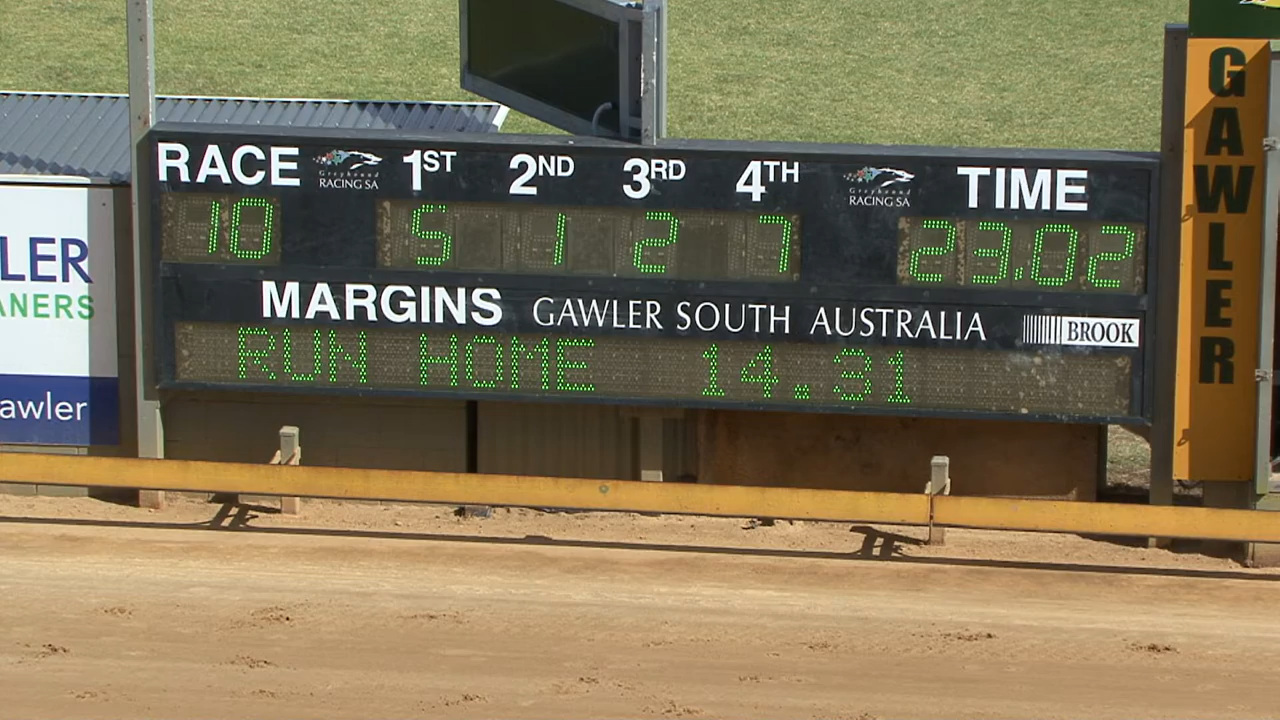 RACE 1ST 2ND 3RD 4TH TIME
Greyhound RACING SA
Greyhound RACING SA
10 5 1 2 7 23.02
MARGINS GAWLER SOUTH AUSTRALIA BROOK
RUN HOME 14.31
GAWLER
LER
ANERS
awler